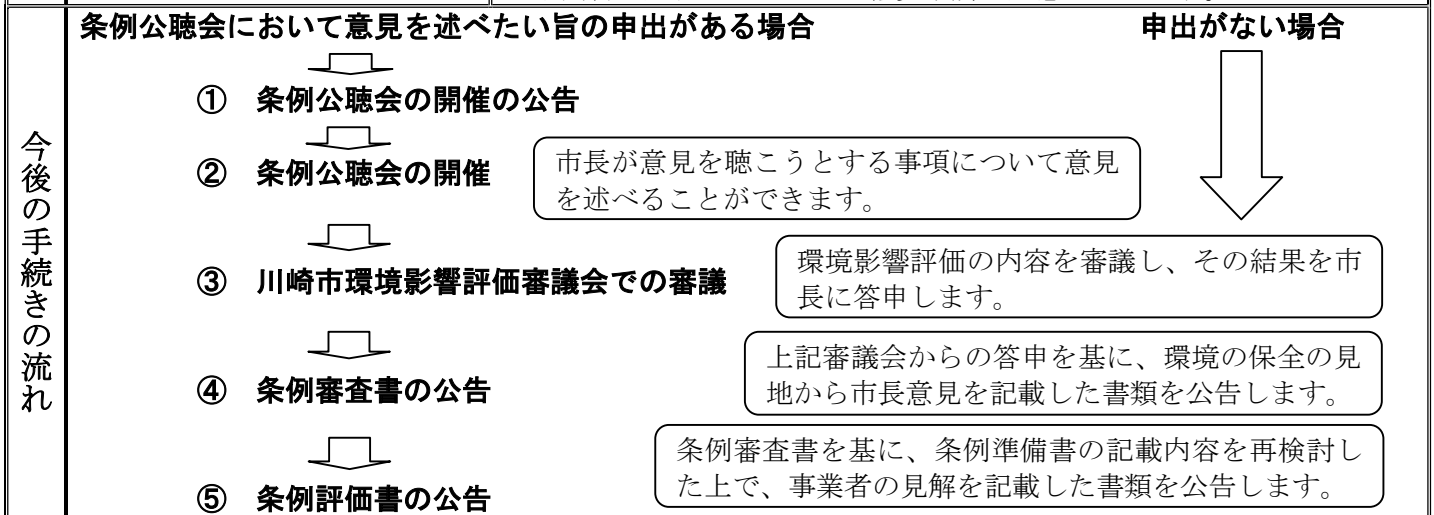 条例公聴会において意見を述べたい旨の申出がある場合
申出がない場合
今後の手続きの流れ
① 条例公聴会の開催の公告
② 条例公聴会の開催
市長が意見を聴こうとする事項について意見
を述べることができます。
③ 川崎市環境影響評価審議会での審議
環境影響評価の内容を審議し、その結果を市
長に答申します。
④ 条例審査書の公告
上記審議会からの答申を基に、環境の保全の見
地から市長意見を記載した書類を公告します。
⑤ 条例評価書の公告
条例審査書を基に、条例準備書の記載内容を再検討し
た上で、事業者の見解を記載した書類を公告します。